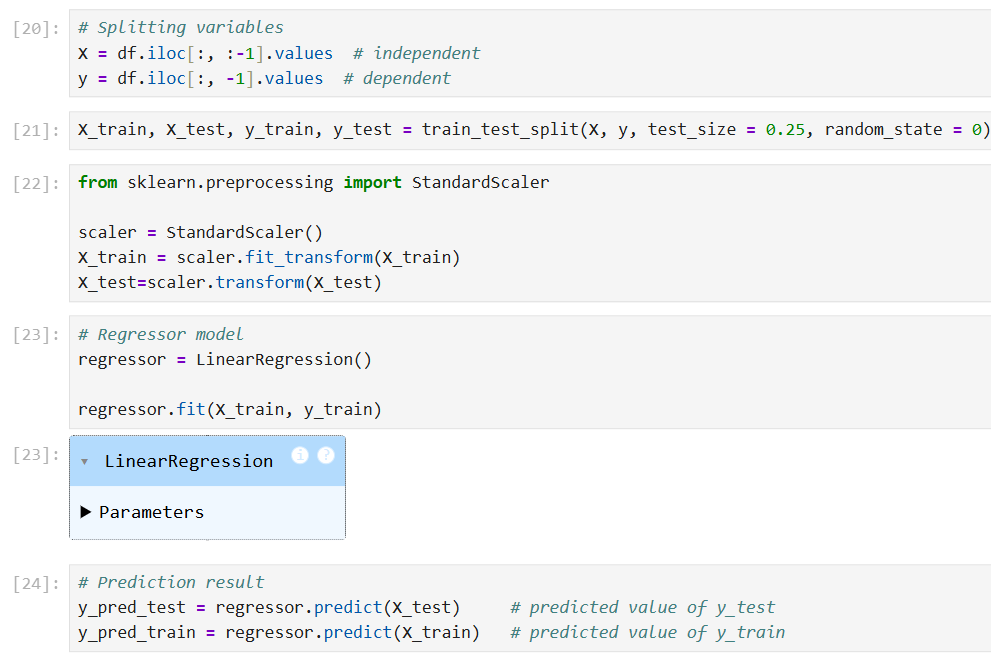 [20]: # Splitting variables
X = df.iloc[:, :-1].values  # independent
y = df.iloc[:, -1].values  # dependent
[21]: X_train, X_test, y_train, y_test = train_test_split(X, y, test_size = 0.25, random_state = 0)
[22]: from sklearn.preprocessing import StandardScaler
scaler = StandardScaler()
X_train = scaler.fit_transform(X_train)
X_test=scaler.transform(X_test)
[23]: # Regressor model
regressor = LinearRegression()
regressor.fit(X_train, y_train)
[23]: ▾ LinearRegression i ?
▶ Parameters
[24]: # Prediction result
y_pred_test = regressor.predict(X_test)     # predicted value of y_test
y_pred_train = regressor.predict(X_train)   # predicted value of y_train